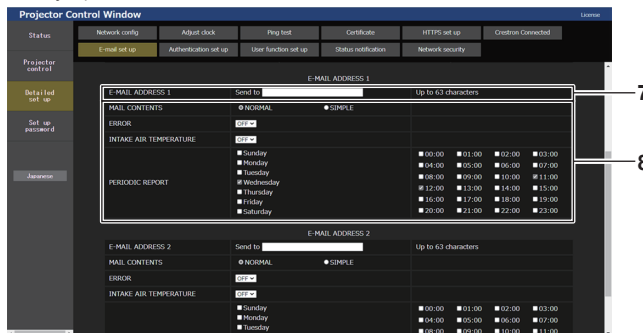 Projector Control Window
License
Status
Network config
Adjust clock
Ping test
Certificate
HTTPS set up
Crestron Connected
E-mail set up
Authentication set up
User function set up
Status notification
Network security
Projector control
Detailed set up
Set up password
Japanese
E-MAIL ADDRESS 1
E-MAIL ADDRESS 1 Send to Up to 63 characters
7
MAIL CONTENTS NORMAL SIMPLE
ERROR OFF
INTAKE AIR TEMPERATURE OFF
8
PERIODIC REPORT
Sunday
Monday
Tuesday
Wednesday
Thursday
Friday
Saturday
00:00 01:00 02:00 03:00
04:00 05:00 06:00 07:00
08:00 09:00 10:00 11:00
12:00 13:00 14:00 15:00
16:00 17:00 18:00 19:00
20:00 21:00 22:00 23:00
E-MAIL ADDRESS 2
E-MAIL ADDRESS 2 Send to Up to 63 characters
MAIL CONTENTS NORMAL SIMPLE
ERROR OFF
INTAKE AIR TEMPERATURE OFF
Sunday
Monday
Tuesday
00:00 01:00 02:00 03:00
04:00 05:00 06:00 07:00
08:00 09:00 10:00 11:00